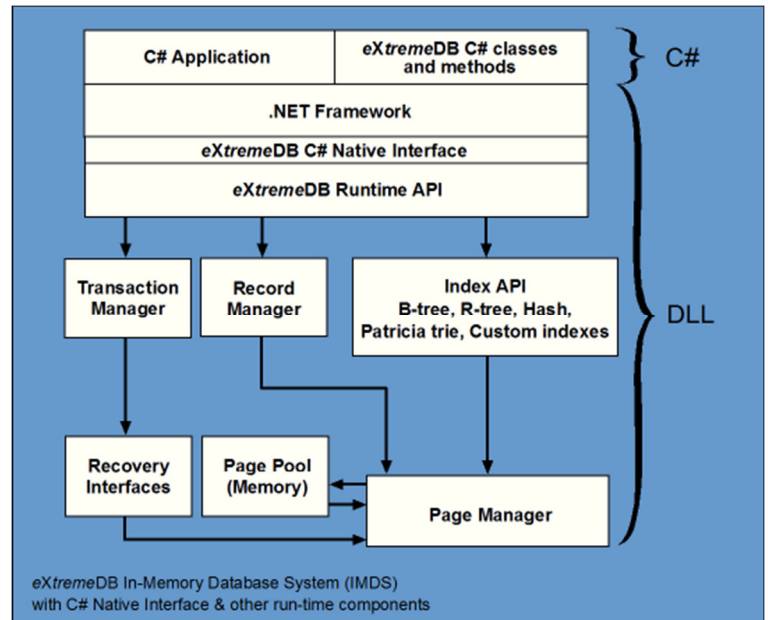 C# Application
eXtremeDB C# classes
and methods
C#
.NET Framework
eXtremeDB C# Native Interface
eXtremeDB Runtime API
Transaction
Manager
Record
Manager
Index API
B-tree, R-tree, Hash,
Patricia trie, Custom indexes
DLL
Recovery
Interfaces
Page Pool
(Memory)
Page Manager
eXtremeDB In-Memory Database System (IMDS)
with C# Native Interface & other run-time components